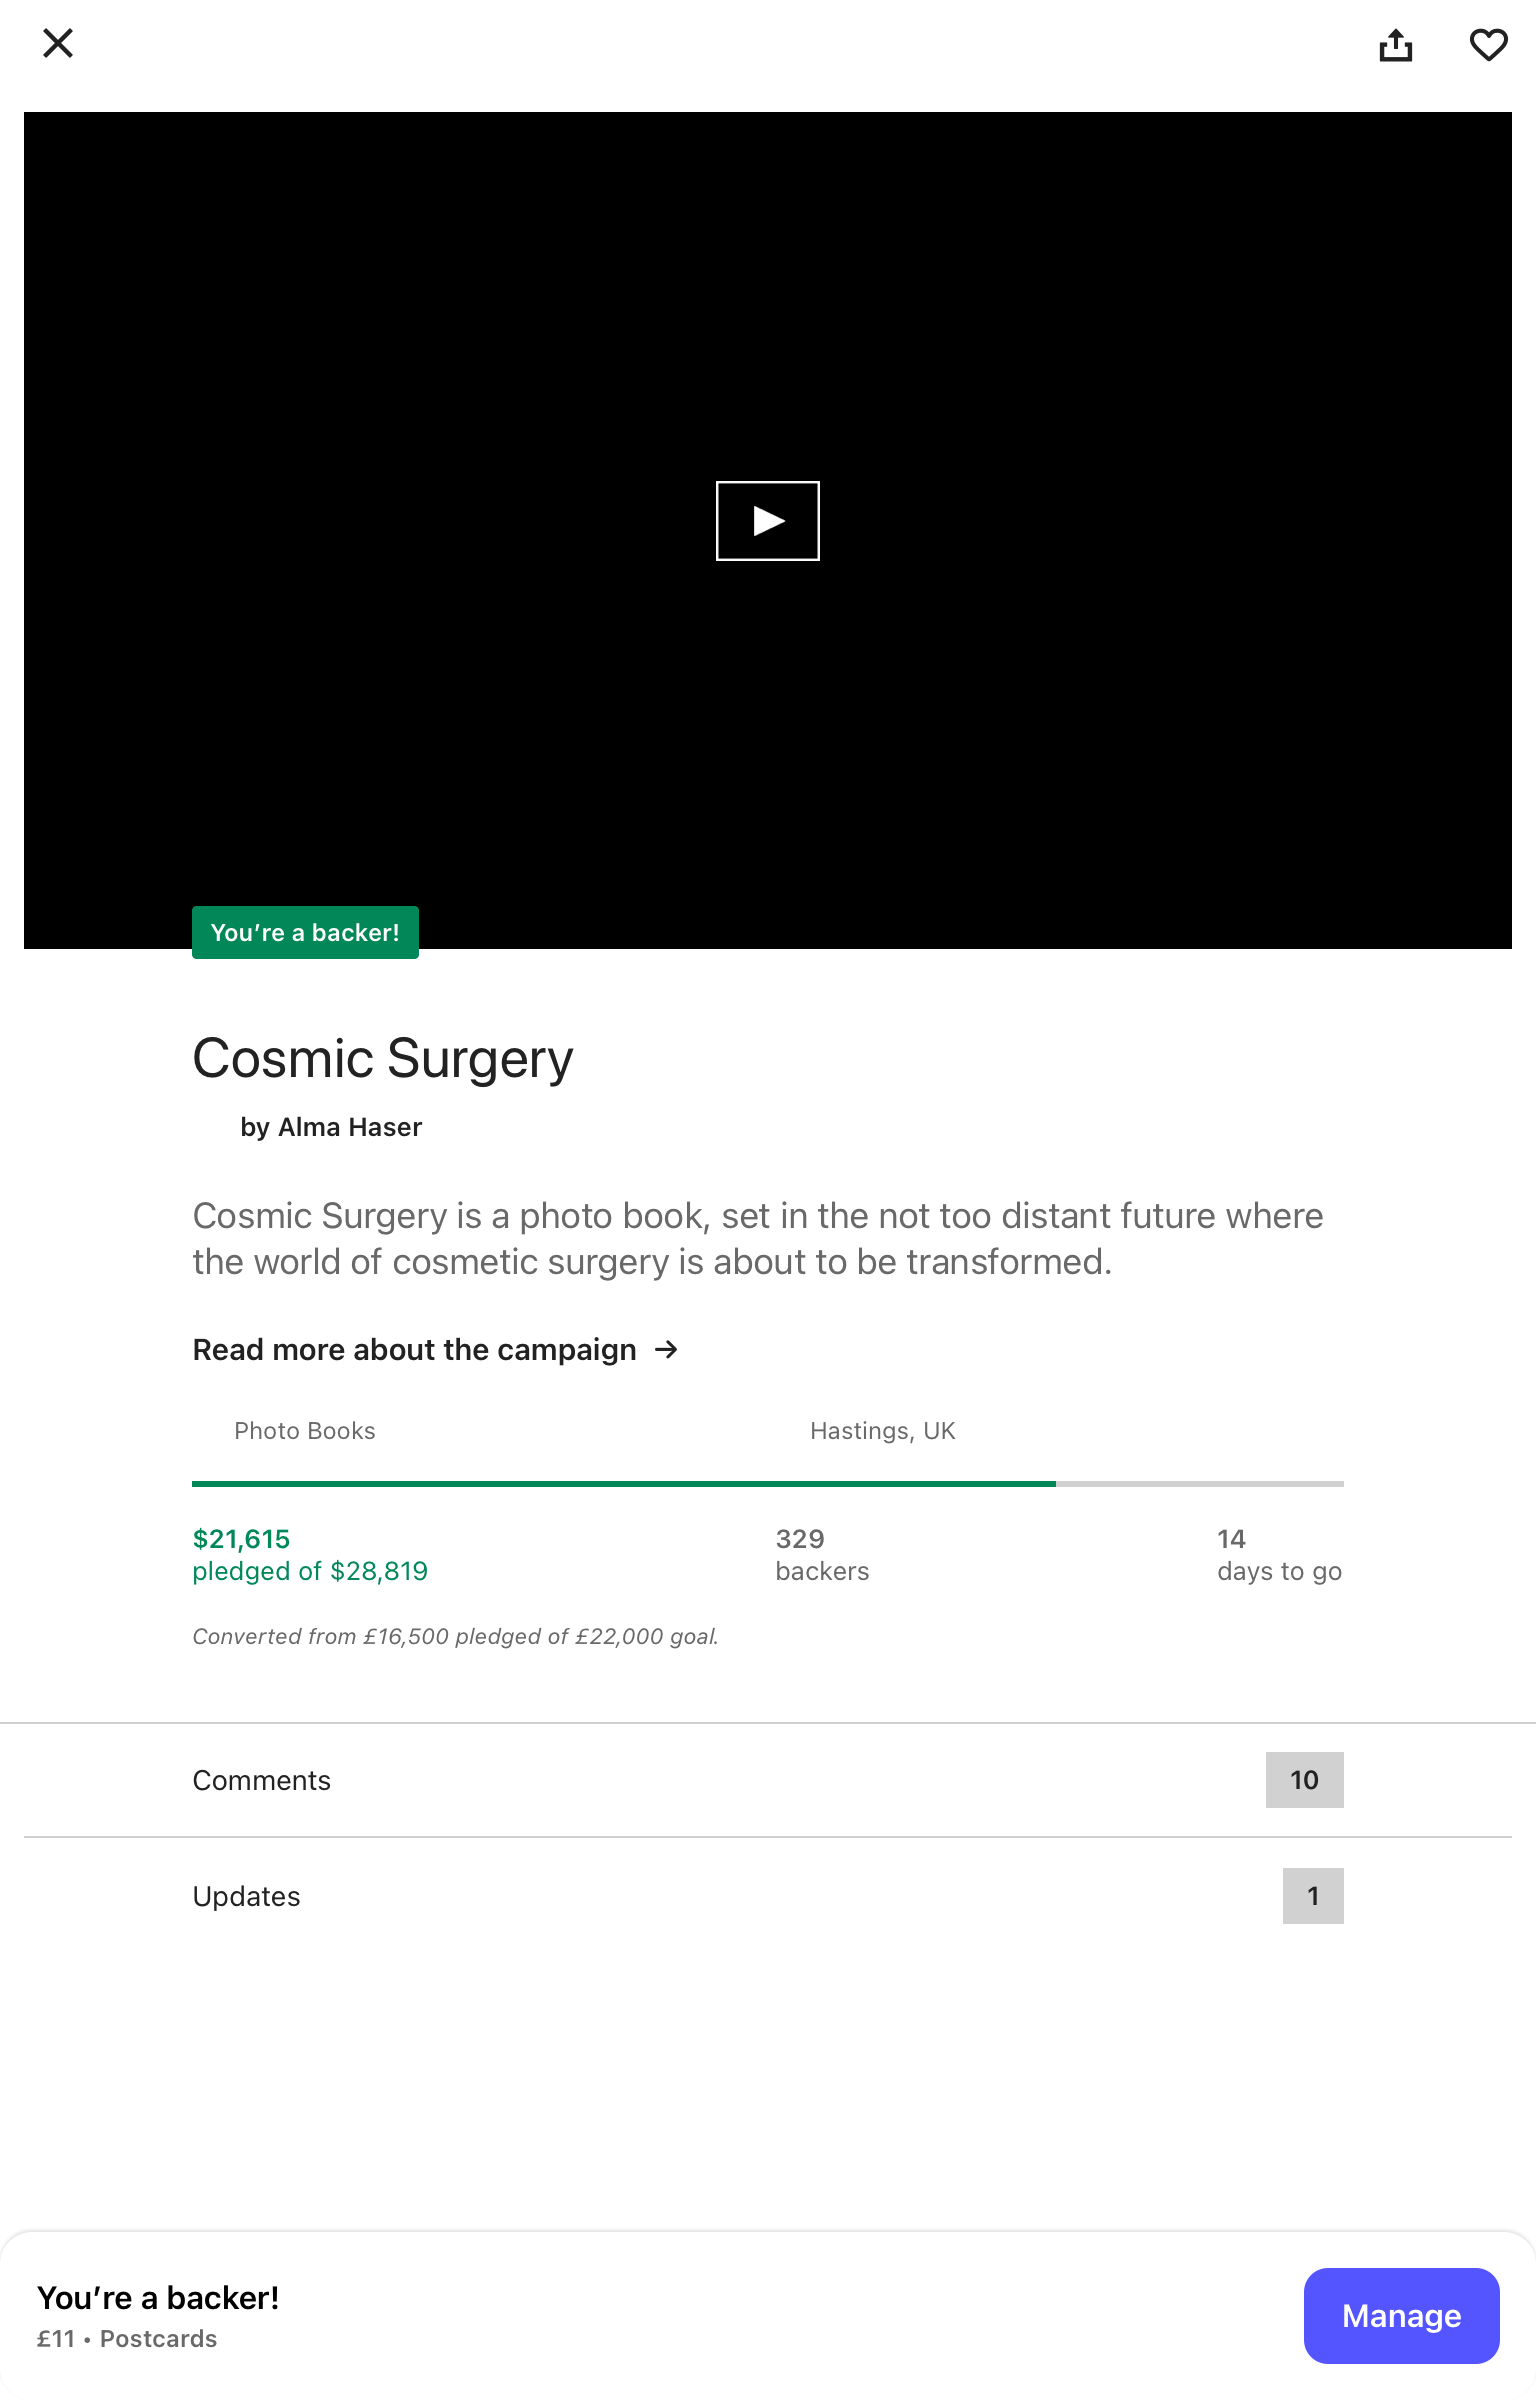 You’re a backer!
Cosmic Surgery
by Alma Haser
Cosmic Surgery is a photo book, set in the not too distant future where
the world of cosmetic surgery is about to be transformed.
Read more about the campaign →
Photo Books
Hastings, UK
$21,615
pledged of $28,819
329
backers
14
days to go
Converted from £16,500 pledged of £22,000 goal.
Comments
10
Updates
1
You’re a backer!
£11 • Postcards
Manage